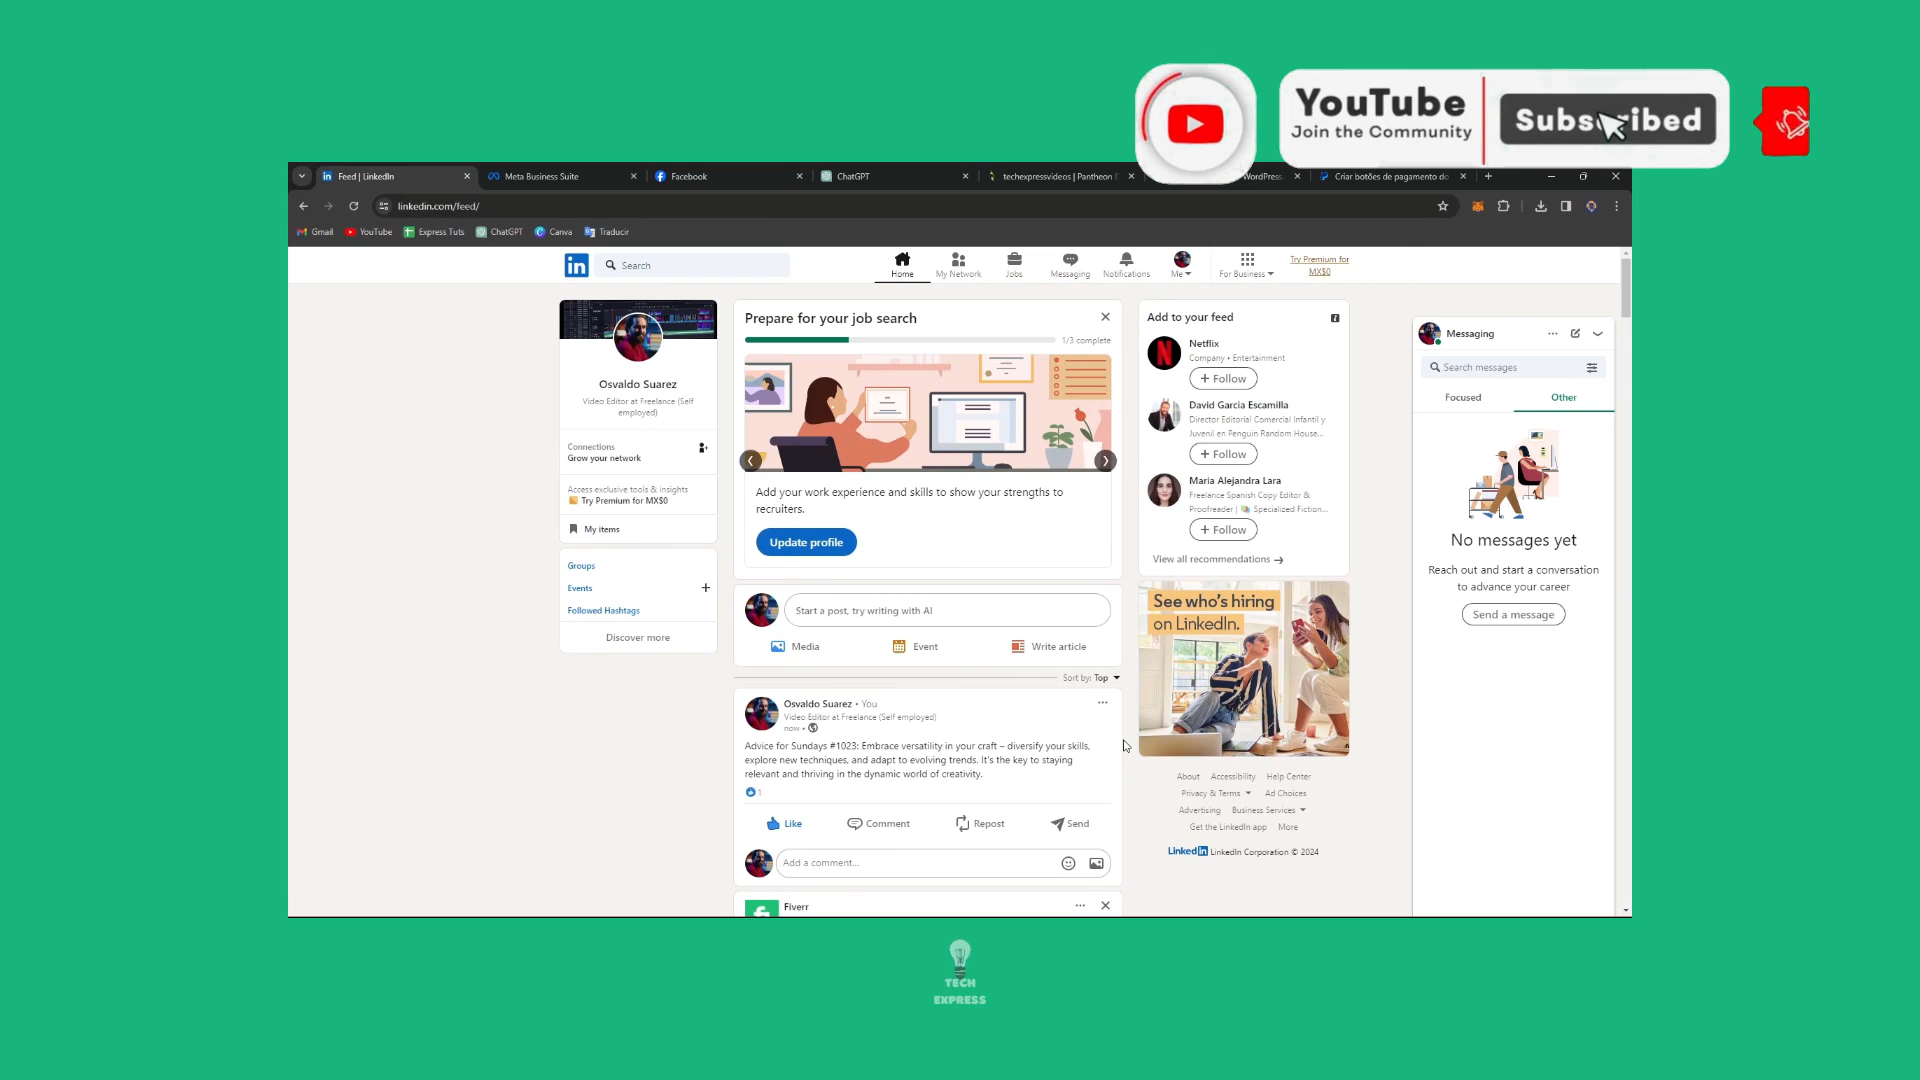 YouTube
Join the Community
Subscribed
Feed | LinkedIn
Meta Business Suite
Facebook
ChatGPT
techexpressvideos | Pantheon
WordPress
Criar botões de pagamento do
linkedin.com/feed/
Gmail
YouTube
Express Tuts
ChatGPT
Canva
Traducir
in
Search
Home
My Network
Jobs
Messaging
Notifications
Me
For Business
Try Premium for
MX$0
Osvaldo Suarez
Video Editor at Freelance (Self
employed)
Connections
Grow your network
Access exclusive tools & insights
Try Premium for MX$0
My items
Groups
Events
Followed Hashtags
Discover more
Prepare for your job search
1/3 complete
Add your work experience and skills to show your strengths to
recruiters.
Update profile
Start a post, try writing with AI
Media
Event
Write article
Sort by: Top
Osvaldo Suarez • You
Video Editor at Freelance (Self employed)
now •
Advice for Sundays #1023: Embrace versatility in your craft – diversify your skills,
explore new techniques, and adapt to evolving trends. It's the key to staying
relevant and thriving in the dynamic world of creativity.
1
Like
Comment
Repost
Send
Add a comment...
Fiverr
Add to your feed
Netflix
Company • Entertainment
+ Follow
David Garcia Escamilla
Director Editorial Comercial Infantil y
Juvenil en Penguin Random House...
+ Follow
Maria Alejandra Lara
Freelance Spanish Copy Editor &
Proofreader | Specialized Fiction...
+ Follow
View all recommendations →
See who's hiring
on LinkedIn.
About Accessibility Help Center
Privacy & Terms Ad Choices
Advertising Business Services
Get the LinkedIn app More
LinkedIn LinkedIn Corporation © 2024
Messaging
Search messages
Focused
Other
No messages yet
Reach out and start a conversation
to advance your career
Send a message
TECH
EXPRESS